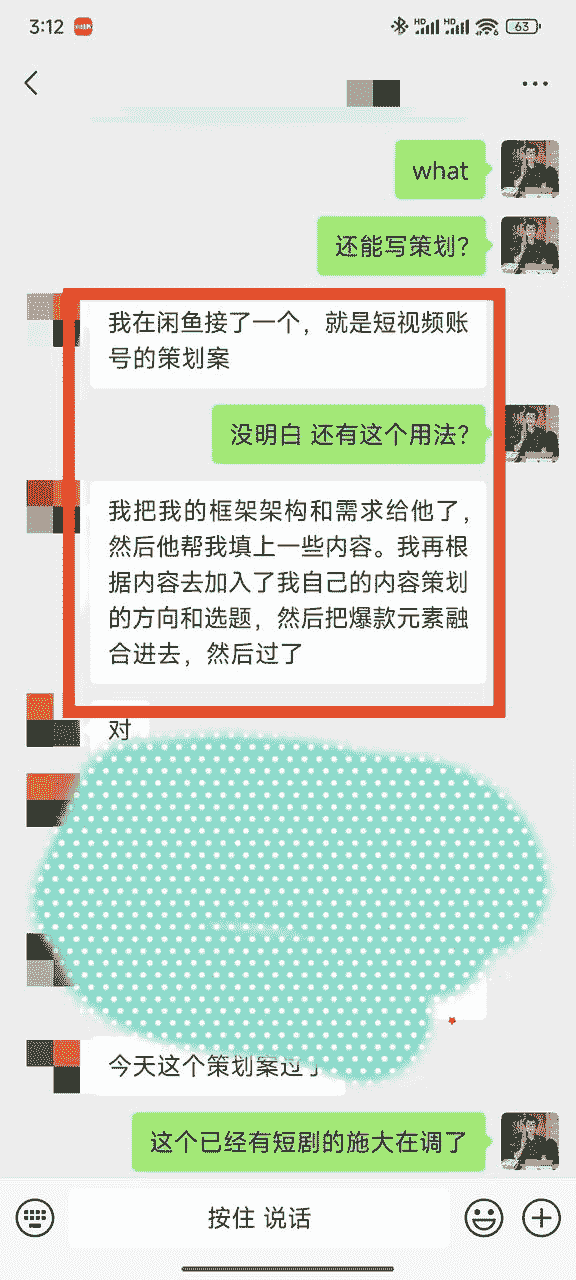 3:12
HD
HD
63
what
还能写策划?
我在闲鱼接了一个，就是短视频账
号的策划案
没明白 还有这个用法?
我把我的框架架构和需求给他了，
然后他帮我填上一些内容。我再根
据内容去加入了我自己的内容策划
的方向和选题，然后把爆款元素融
合进去，然后过了
对
今天这个策划案过了
这个已经有短剧的施大在调了
按住 说话